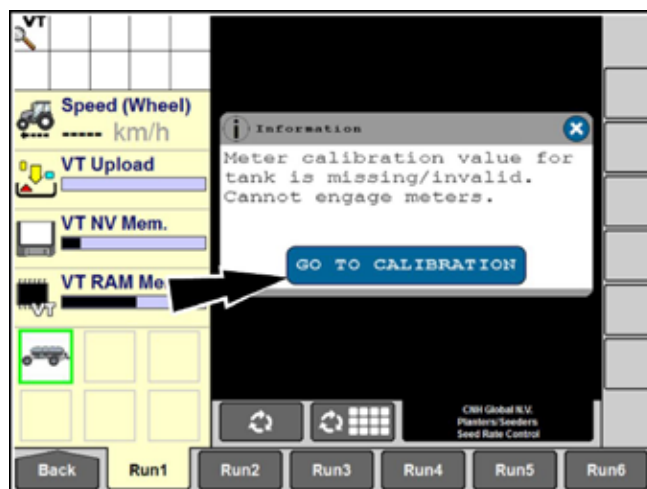 VT
Speed (Wheel)
----- km/h
VT Upload
VT NV Mem.
VT RAM Me
VT
Information
Meter calibration value for
tank is missing/invalid.
Cannot engage meters.
GO TO CALIBRATION
CNH Global N.V.
Planters/Seeders
Seed Rate Control
Back
Run1
Run2
Run3
Run4
Run5
Run6